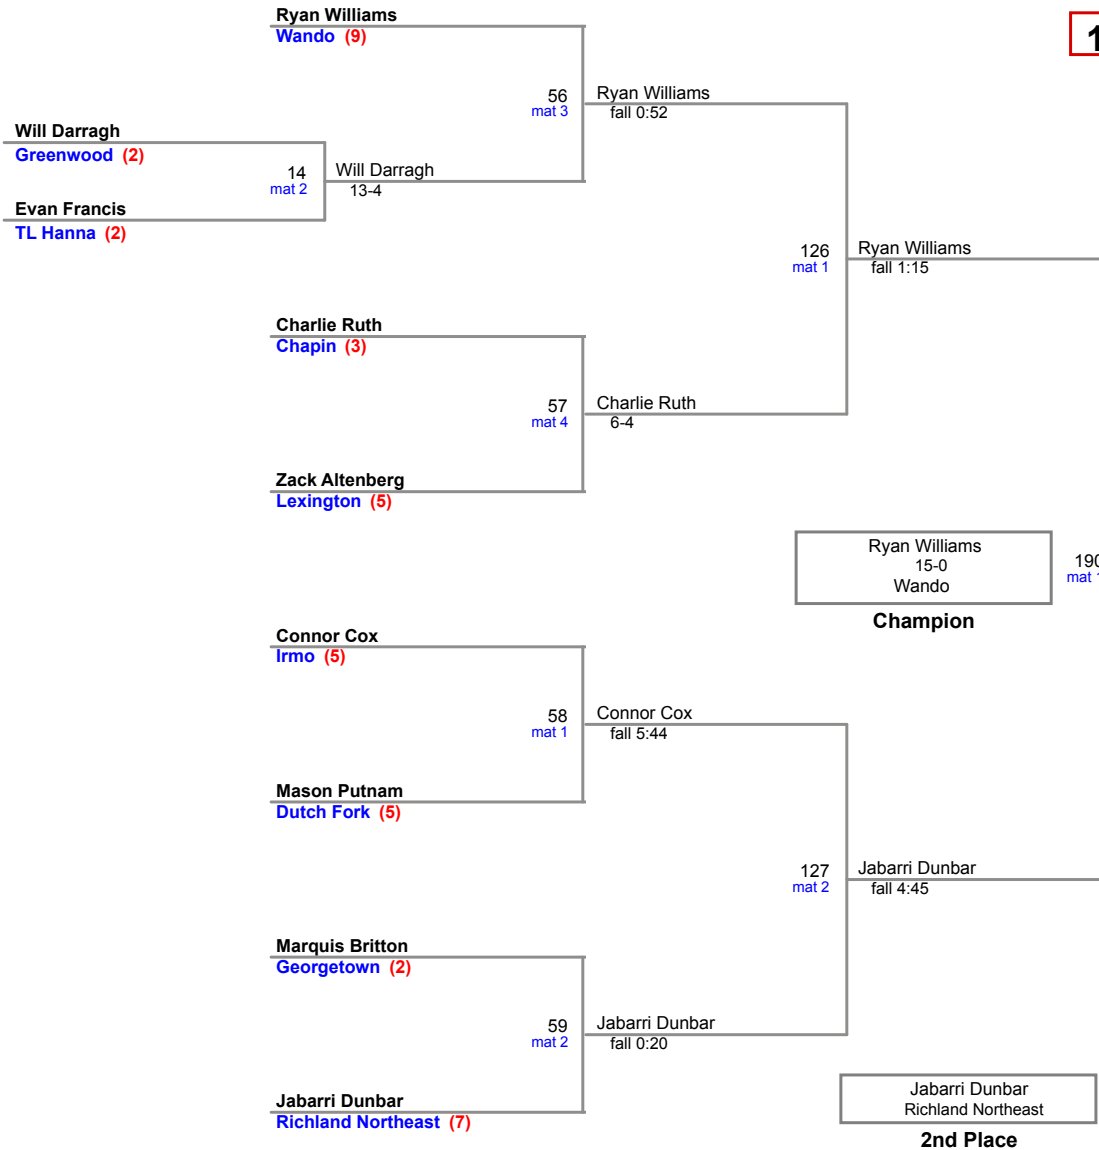 Ryan Williams
Wando (9)
1
56
mat 3
Ryan Williams
fall 0:52
Will Darragh
Greenwood (2)
14
mat 2
Will Darragh
13-4
Evan Francis
TL Hanna (2)
126
mat 1
Ryan Williams
fall 1:15
Charlie Ruth
Chapin (3)
57
mat 4
Charlie Ruth
6-4
Zack Altenberg
Lexington (5)
Ryan Williams
15-0
Wando
Champion
190
mat 1
Connor Cox
Irmo (5)
58
mat 1
Connor Cox
fall 5:44
Mason Putnam
Dutch Fork (5)
127
mat 2
Jabarri Dunbar
fall 4:45
Marquis Britton
Georgetown (2)
59
mat 2
Jabarri Dunbar
fall 0:20
Jabarri Dunbar
Richland Northeast (7)
Jabarri Dunbar
Richland Northeast
2nd Place